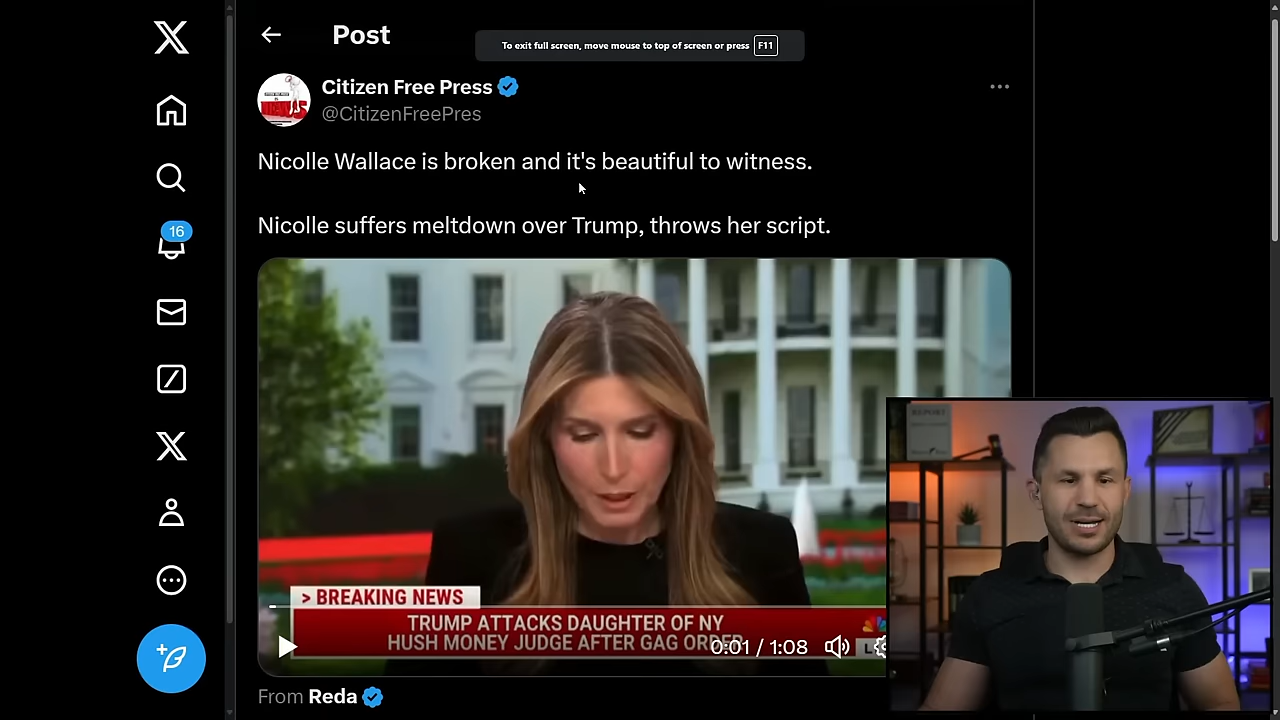 Post
To exit full screen, move mouse to top of screen or press F11
Citizen Free Press
@CitizenFreePres
Nicolle Wallace is broken and it's beautiful to witness.
Nicolle suffers meltdown over Trump, throws her script.
16
> BREAKING NEWS
TRUMP ATTACKS DAUGHTER OF NY
HUSH MONEY JUDGE AFTER GAG ORDER
0:01 / 1:08
From Reda
REPORT